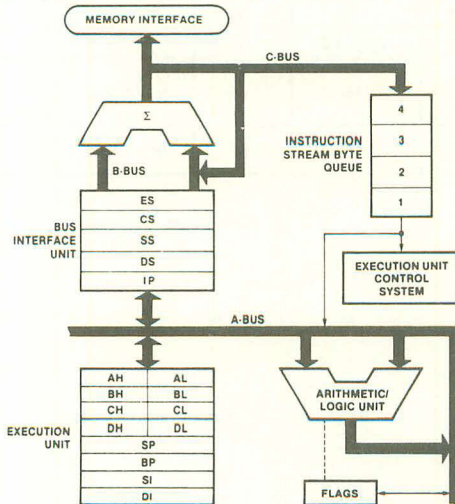 MEMORY INTERFACE
C-BUS
Σ
B-BUS
INSTRUCTION
STREAM BYTE
QUEUE
4
3
2
1
BUS
INTERFACE
UNIT
ES
CS
SS
DS
IP
EXECUTION UNIT
CONTROL
SYSTEM
A-BUS
EXECUTION
UNIT
AH AL
BH BL
CH CL
DH DL
SP
BP
SI
DI
ARITHMETIC/
LOGIC UNIT
FLAGS